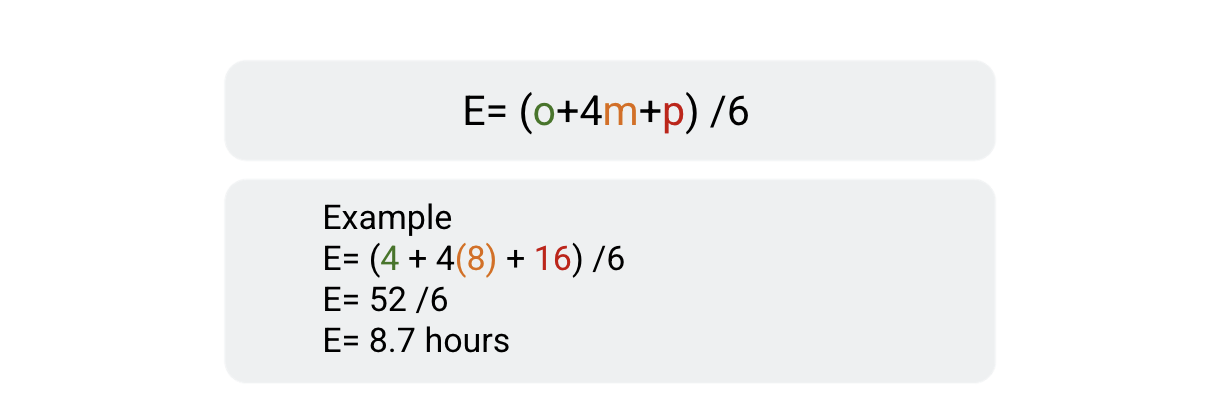 E= (o+4m+p) /6
Example
E= (4 + 4(8) + 16) /6
E= 52 /6
E= 8.7 hours